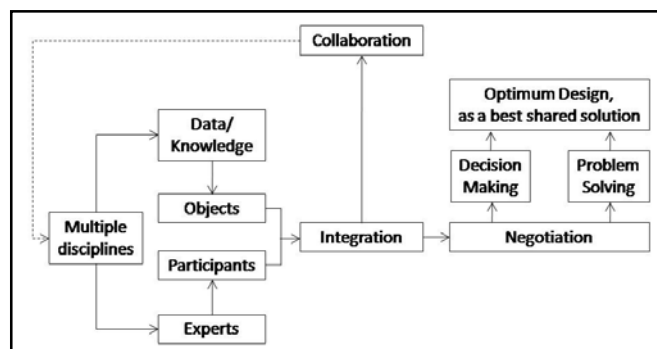 Collaboration
Optimum Design,
as a best shared solution
Data/
Knowledge
Decision
Making
Problem
Solving
Objects
Multiple
disciplines
Integration
Negotiation
Participants
Experts